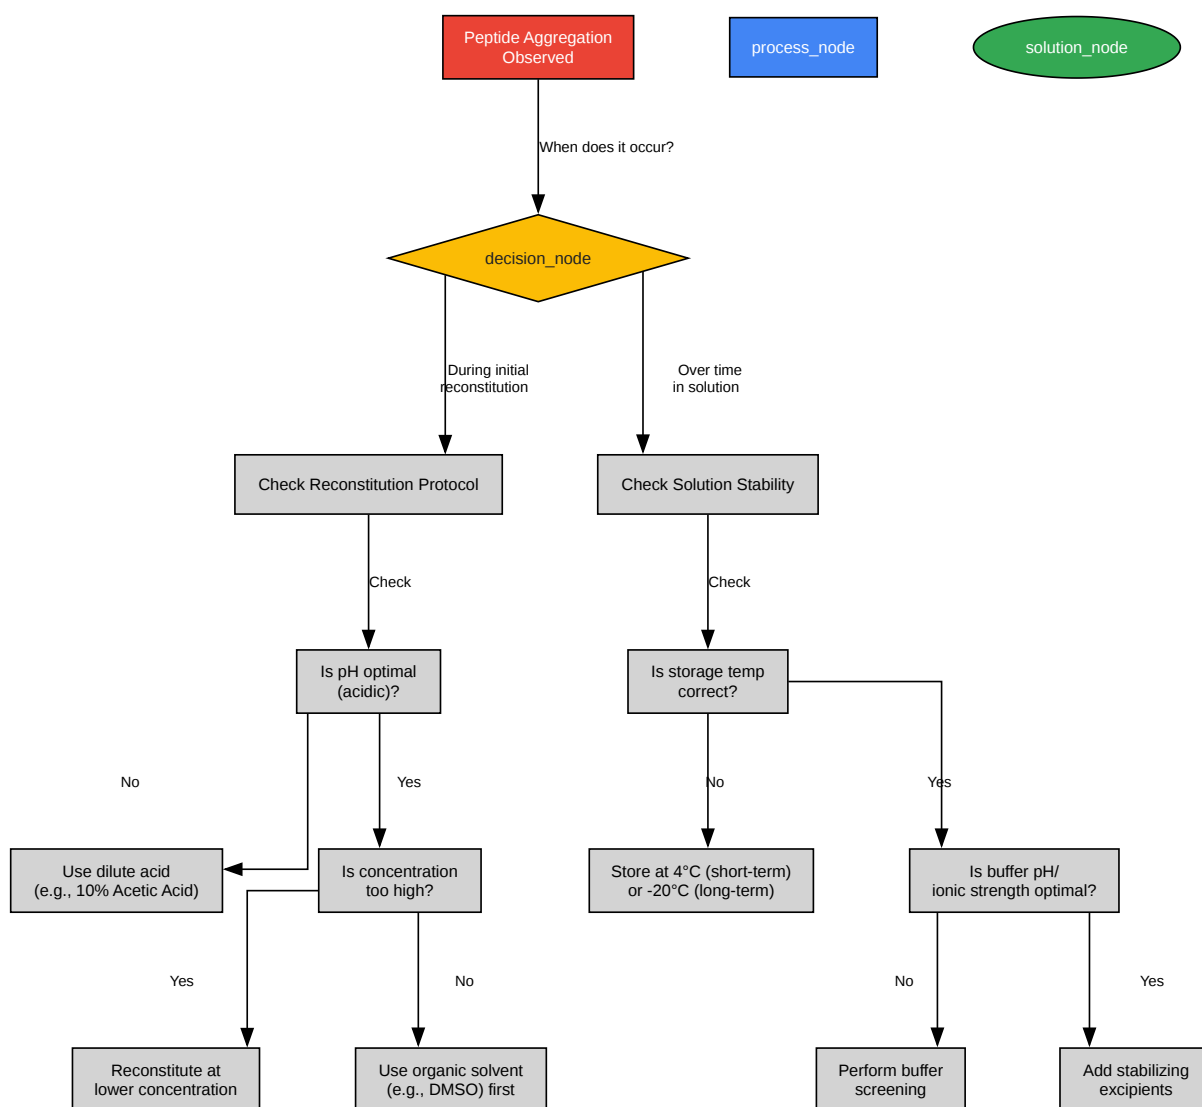 Peptide Aggregation
Observed
process_node
solution_node
When does it occur?
decision_node
During initial
reconstitution
Over time
in solution
Check Reconstitution Protocol
Check Solution Stability
Check
Check
Is pH optimal
(acidic)?
Is storage temp
correct?
No
Yes
No
Yes
Use dilute acid
(e.g., 10% Acetic Acid)
Is concentration
too high?
Store at 4°C (short-term)
or -20°C (long-term)
Is buffer pH/
ionic strength optimal?
Yes
No
No
Yes
Reconstitute at
lower concentration
Use organic solvent
(e.g., DMSO) first
Perform buffer
screening
Add stabilizing
excipients